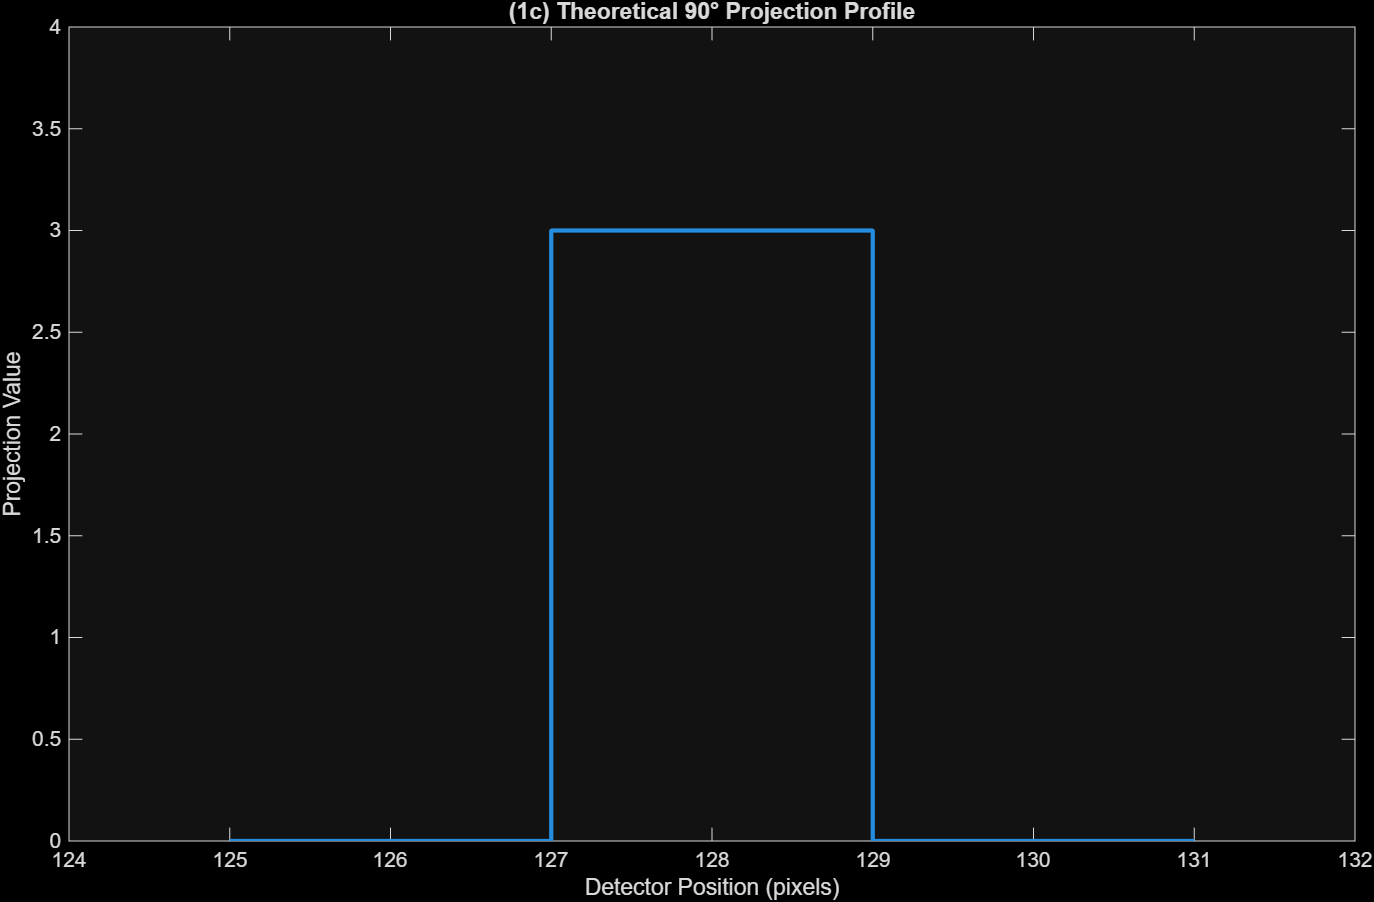 (1c) Theoretical 90° Projection Profile
4
3.5
3
2.5
2
1.5
1
0.5
0
Projection Value
124 125 126 127 128 129 130 131 132
Detector Position (pixels)